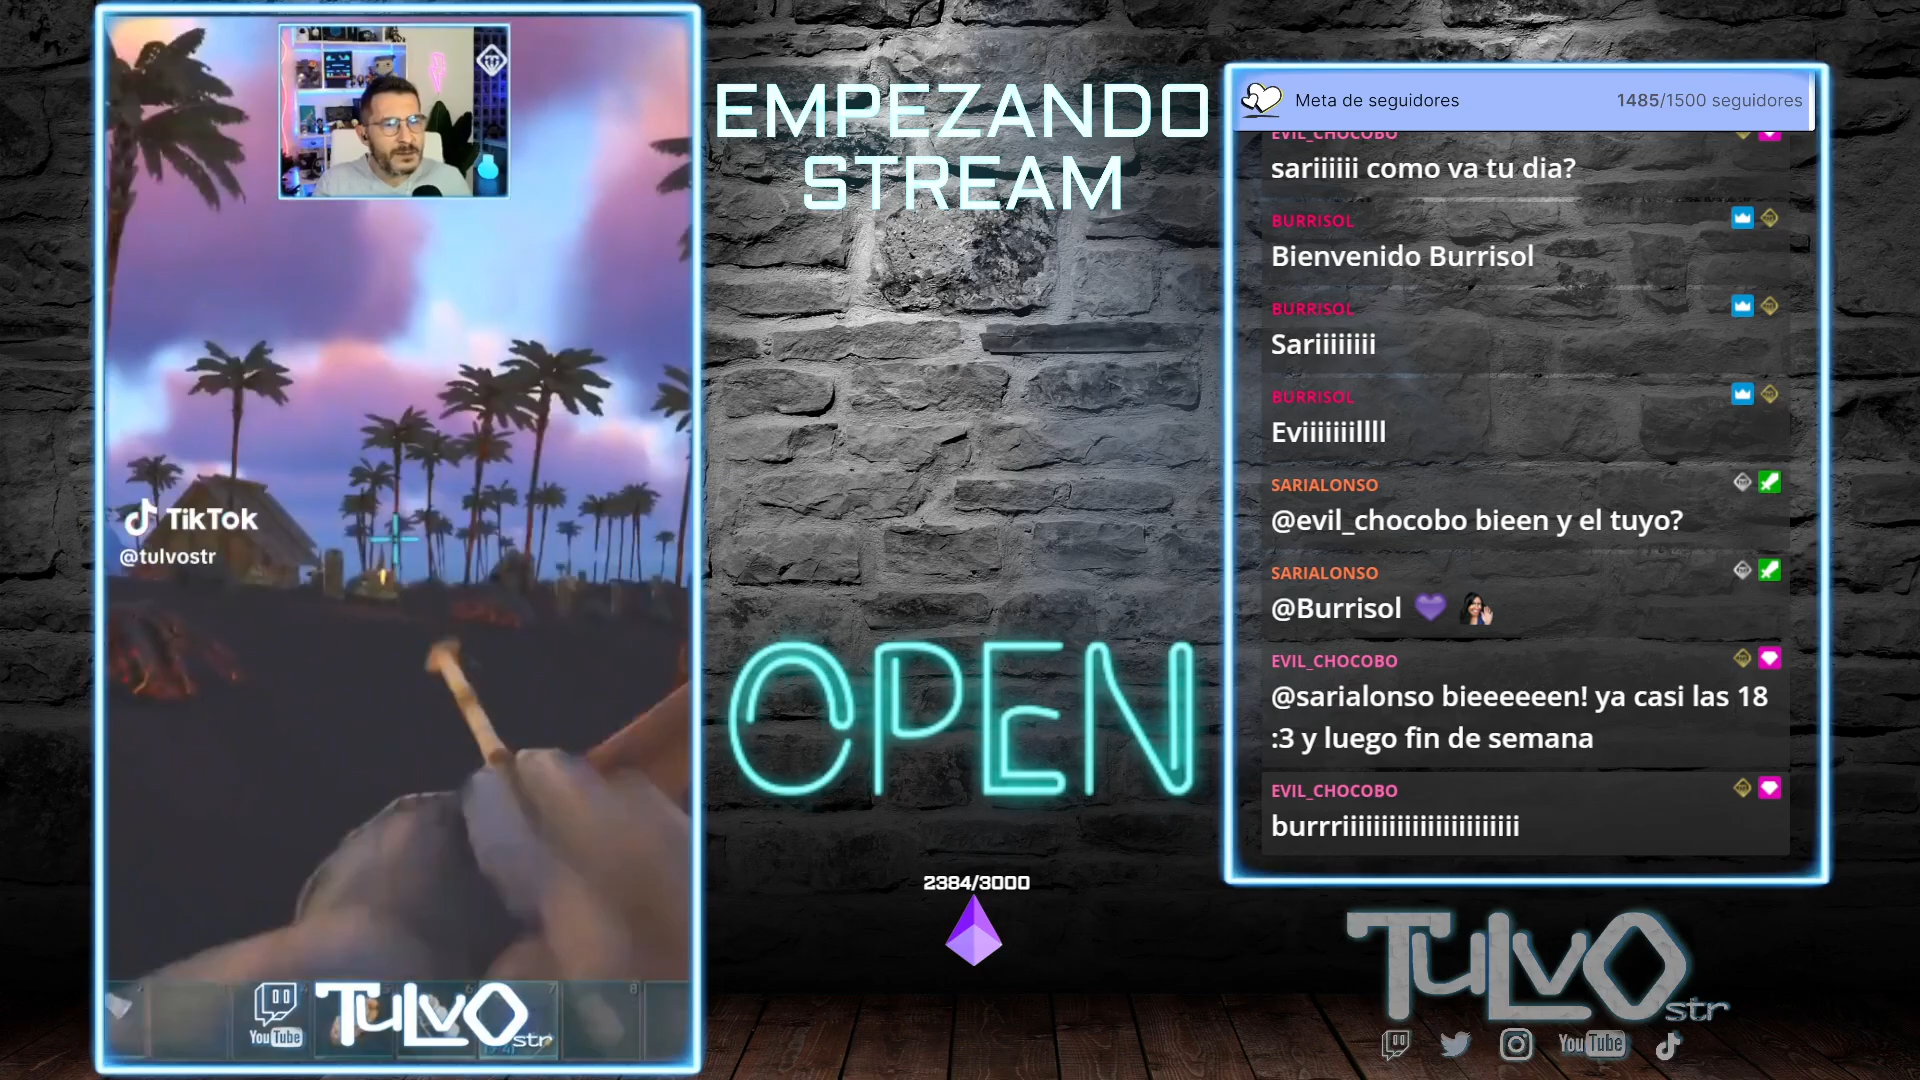 TikTok
@tulvostr
YouTube
TULVO str
EMPEZANDO
STREAM
OPEN
2384/3000
Meta de seguidores
1485/1500 seguidores
EVIL_CHOCOBO
sariiiiii como va tu dia?
BURRISOL
Bienvenido Burrisol
BURRISOL
Sariiiiiiii
BURRISOL
Eviiiiiiillll
SARIALONSO
@evil_chocobo bieen y el tuyo?
SARIALONSO
@Burrisol
EVIL_CHOCOBO
@sarialonso bieeeeeen! ya casi las 18
:3 y luego fin de semana
EVIL_CHOCOBO
burrriiiiiiiiiiiiiiiiiiiiiii
TULVO str
YouTube